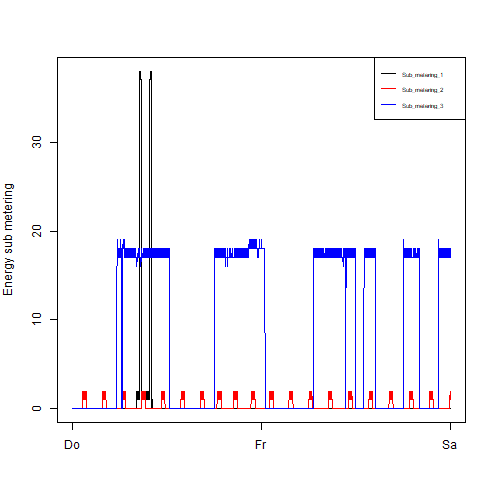 Sub_metering_1
Sub_metering_2
Sub_metering_3
Energy sub metering
30
20
10
0
Do Fr Sa